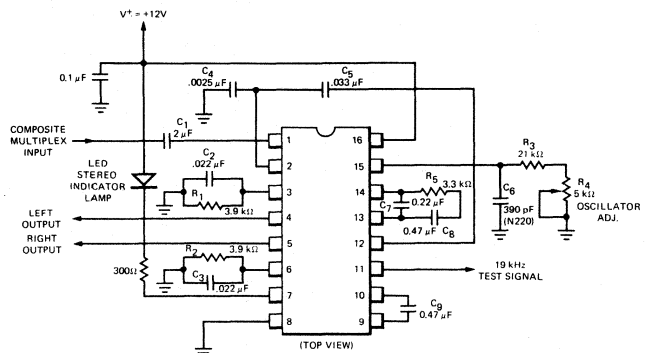 V+ = +12V
0.1 μF
C4
.0025 μF
C5
.033 μF
COMPOSITE
MULTIPLEX
INPUT
C1
2 μF
LED
STEREO
INDICATOR
LAMP
C2
.022 μF
R1
3.9 kΩ
LEFT
OUTPUT
RIGHT
OUTPUT
R2
3.9 kΩ
C3
.022 μF
300Ω
1
2
3
4
5
6
7
8
16
15
14
13
12
11
10
9
R3
21 kΩ
R4
5 kΩ
OSCILLATOR
ADJ.
C6
390 pF
(N220)
R5
3.3 kΩ
C7
0.22 μF
0.47 μF
C8
19 kHz
TEST SIGNAL
C9
0.47 μF
(TOP VIEW)